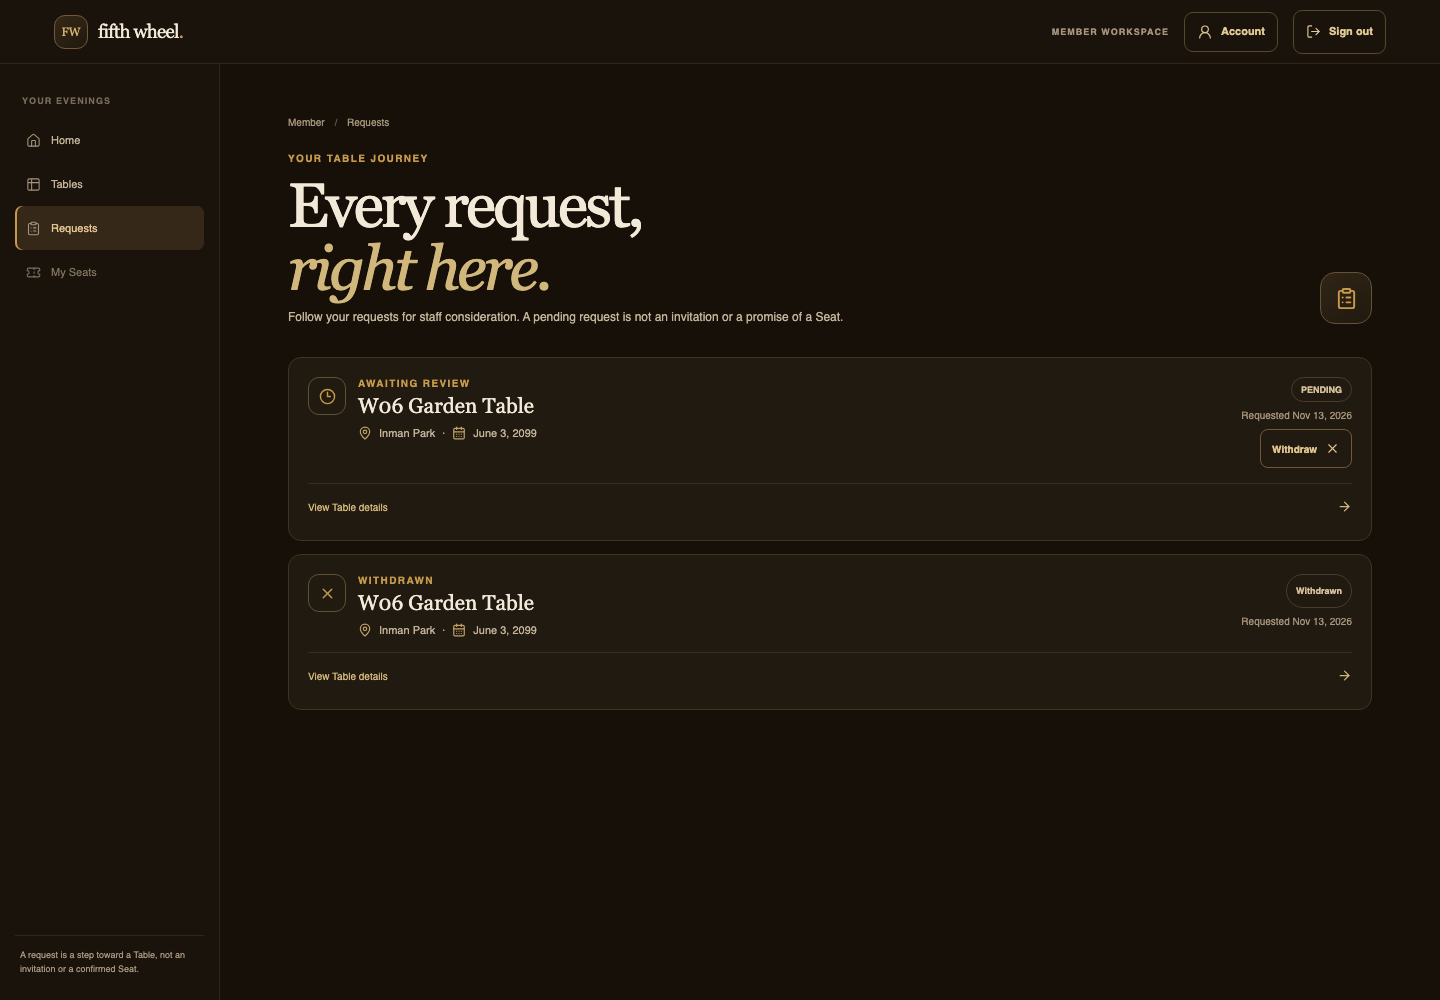 FW
fifth wheel.
MEMBER WORKSPACE
Account
Sign out
YOUR EVENINGS
Home
Tables
Requests
My Seats
A request is a step toward a Table, not an
invitation or a confirmed Seat.
Member / Requests
YOUR TABLE JOURNEY
Every request,
right here.
Follow your requests for staff consideration. A pending request is not an invitation or a promise of a Seat.
AWAITING REVIEW
W06 Garden Table
Inman Park · June 3, 2099
PENDING
Requested Nov 13, 2026
Withdraw
View Table details
WITHDRAWN
W06 Garden Table
Inman Park · June 3, 2099
Withdrawn
Requested Nov 13, 2026
View Table details